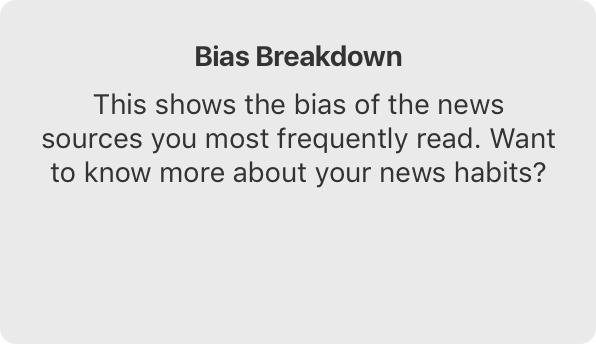 Bias Breakdown
This shows the bias of the news
sources you most frequently read. Want
to know more about your news habits?